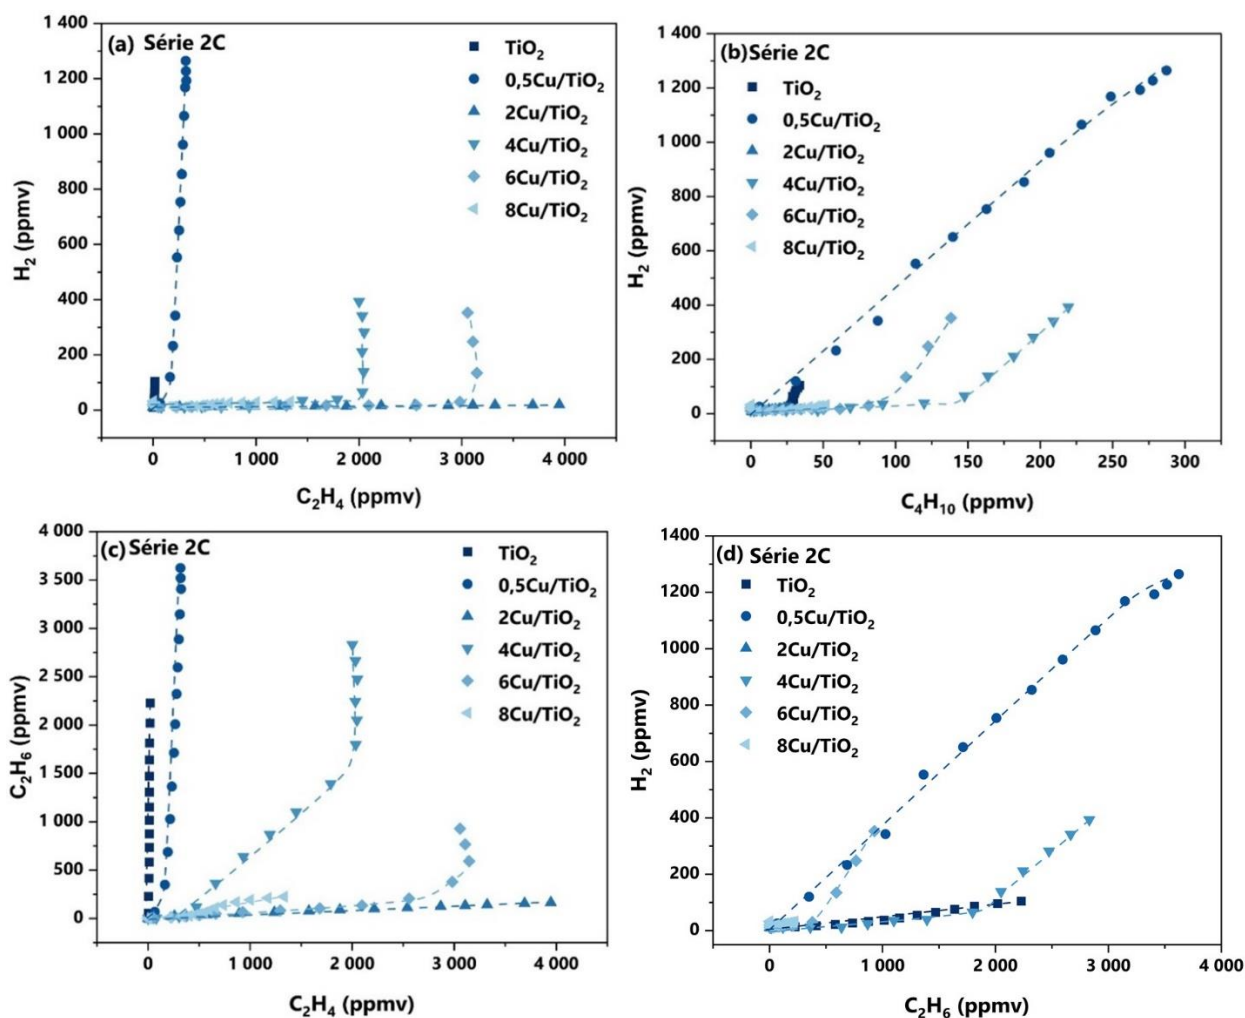 (a) Série 2C
TiO2
0,5Cu/TiO2
2Cu/TiO2
4Cu/TiO2
6Cu/TiO2
8Cu/TiO2
1 400
1 200
1 000
800
600
400
200
0
H2 (ppmv)
0
1 000
2 000
3 000
4 000
C2H4 (ppmv)
(b) Série 2C
TiO2
0,5Cu/TiO2
2Cu/TiO2
4Cu/TiO2
6Cu/TiO2
8Cu/TiO2
1 400
1 200
1 000
800
600
400
200
0
H2 (ppmv)
0
50
100
150
200
250
300
C4H10 (ppmv)
(c) Série 2C
TiO2
0,5Cu/TiO2
2Cu/TiO2
4Cu/TiO2
6Cu/TiO2
8Cu/TiO2
4 000
3 500
3 000
2 500
2 000
1 500
1 000
500
0
C2H6 (ppmv)
0
1 000
2 000
3 000
4 000
C2H4 (ppmv)
(d) Série 2C
TiO2
0,5Cu/TiO2
2Cu/TiO2
4Cu/TiO2
6Cu/TiO2
8Cu/TiO2
1400
1200
1000
800
600
400
200
0
H2 (ppmv)
0
1 000
2 000
3 000
4 000
C2H6 (ppmv)